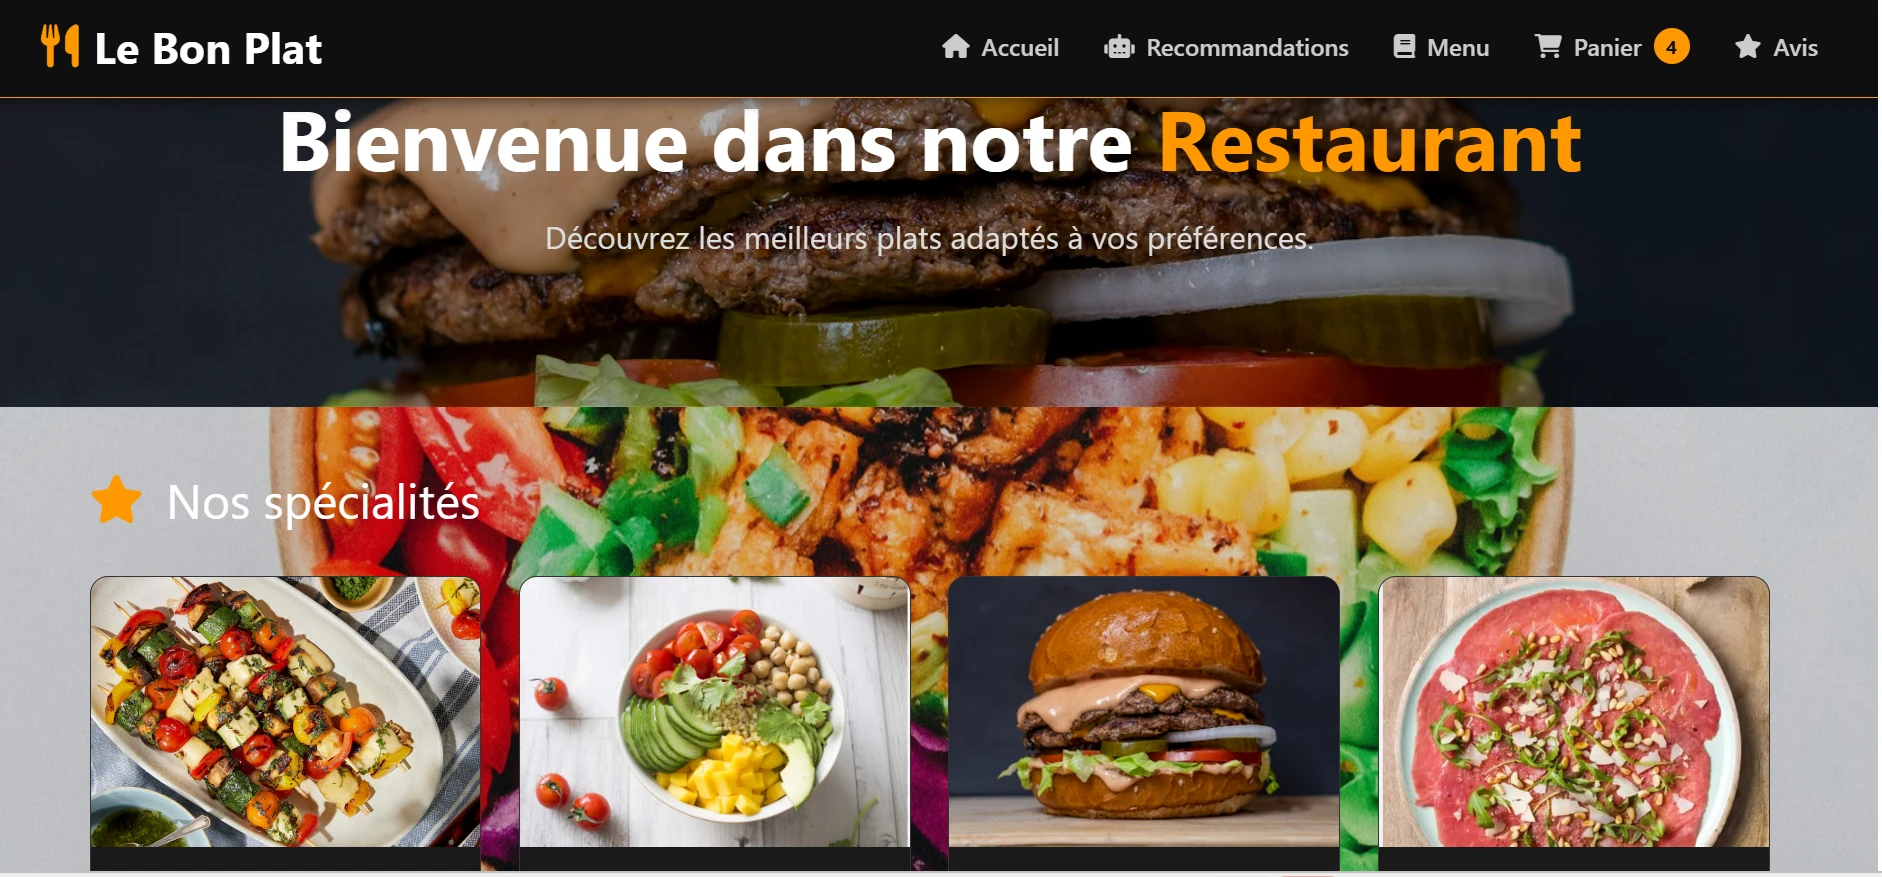 Le Bon Plat
Accueil
Recommandations
Menu
Panier 4
Avis
Bienvenue dans notre Restaurant
Découvrez les meilleurs plats adaptés à vos préférences.
Nos spécialités